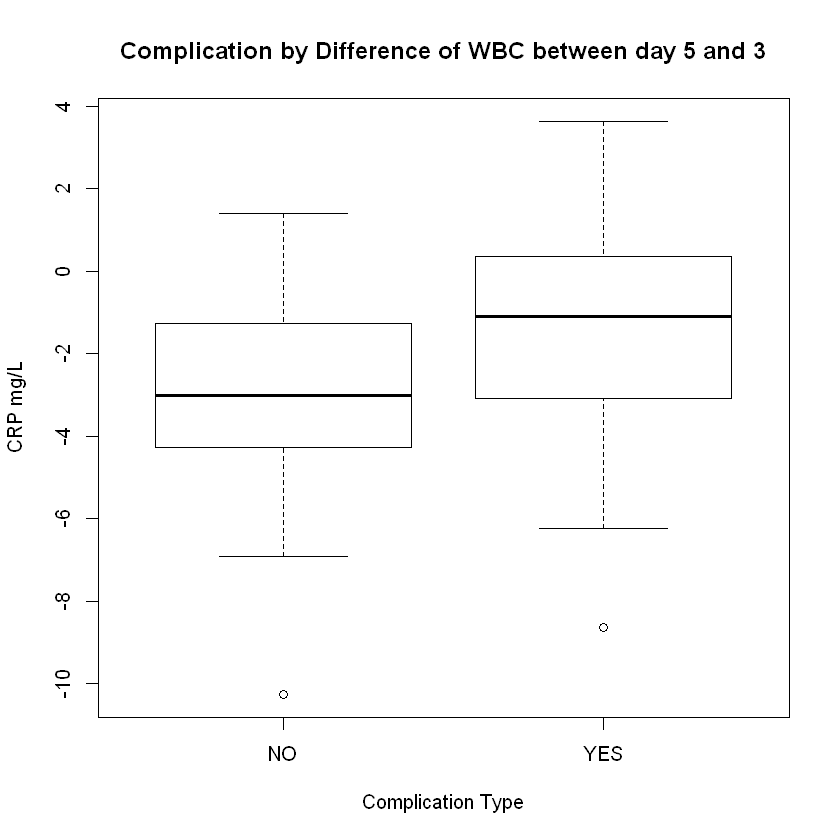 Complication by Difference of WBC between day 5 and 3
4
2
0
-2
-4
-6
-8
-10
CRP mg/L
NO
YES
Complication Type